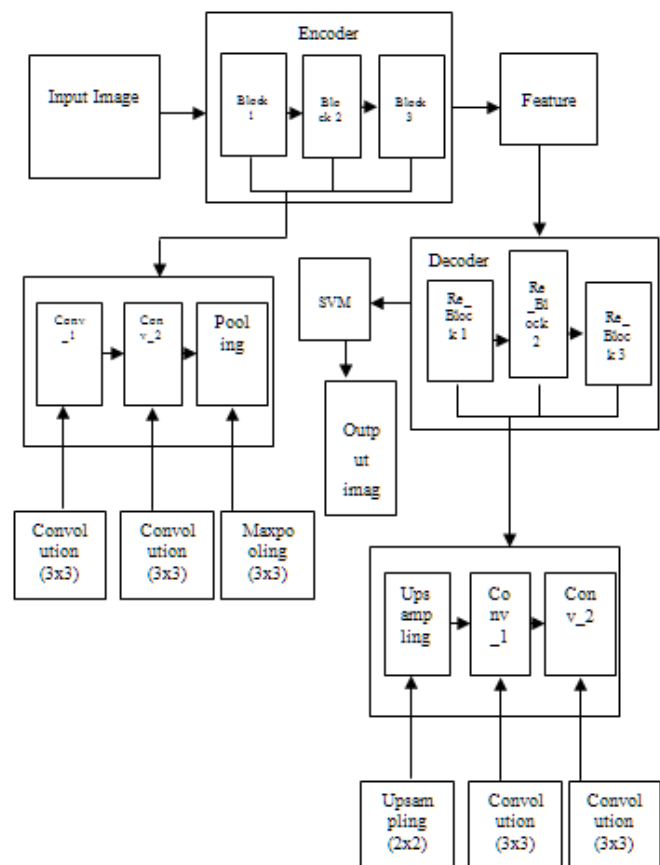 Encoder
Input Image
Block
1
Blo
ck 2
Block
3
Feature
Decoder
Re_
Bloc
k 1
Re
_Bl
ock
2
Re_
Bloc
k 3
SVM
Outp
ut
imag
Conv
_1
Co
nv_2
Pool
ing
Convol
ution
(3x3)
Convol
ution
(3x3)
Maxpo
oling
(3x3)
Ups
amp
ling
Co
nv
_1
Con
v_2
Upsam
pling
(2x2)
Convol
ution
(3x3)
Convol
ution
(3x3)